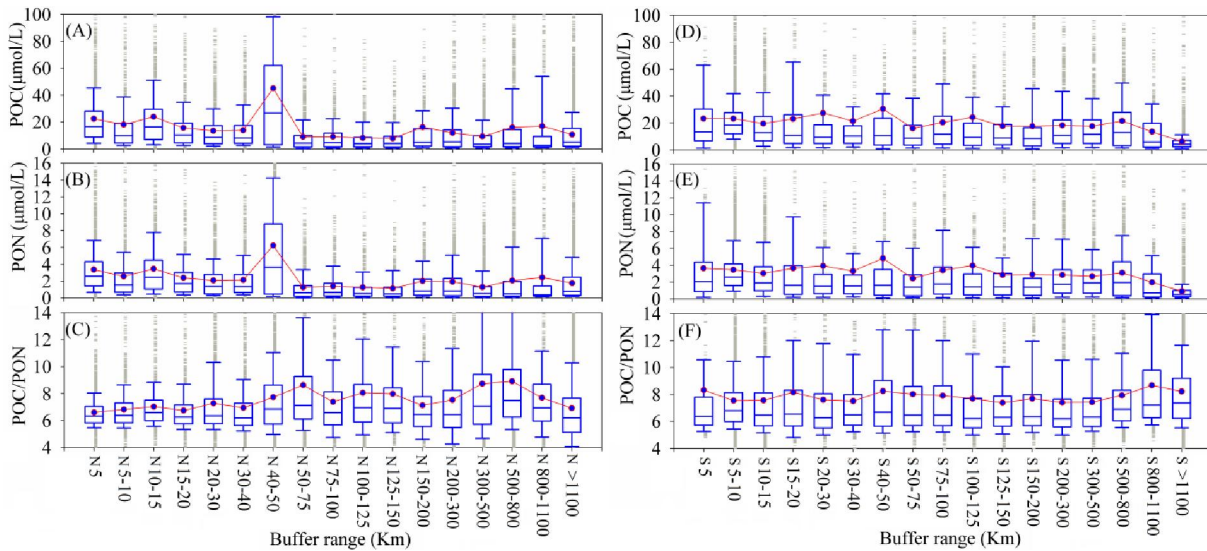 (A)
POC(μmol/L)
100
80
60
40
20
0
(B)
PON (μmol/L)
16
14
12
10
8
6
4
2
0
(C)
POC/PON
14
12
10
8
6
4
N 5
N 5-10
N 10-15
N 15-20
N 20-30
N 30-40
N 40-50
N 50-75
N 75-100
N 100-125
N 125-150
N 150-200
N 200-300
N 300-500
N 500-800
N 800-1100
N >1100
Buffer range (Km)
(D)
POC (μmol/L)
100
80
60
40
20
0
(E)
PON (μmol/L)
16
14
12
10
8
6
4
2
0
(F)
POC/PON
14
12
10
8
6
4
S 5
S 5-10
S 10-15
S 15-20
S 20-30
S 30-40
S 40-50
S 50-75
S 75-100
S 100-125
S 125-150
S 150-200
S 200-300
S 300-500
S 500-800
S 800-1100
S >1100
Buffer range (Km)